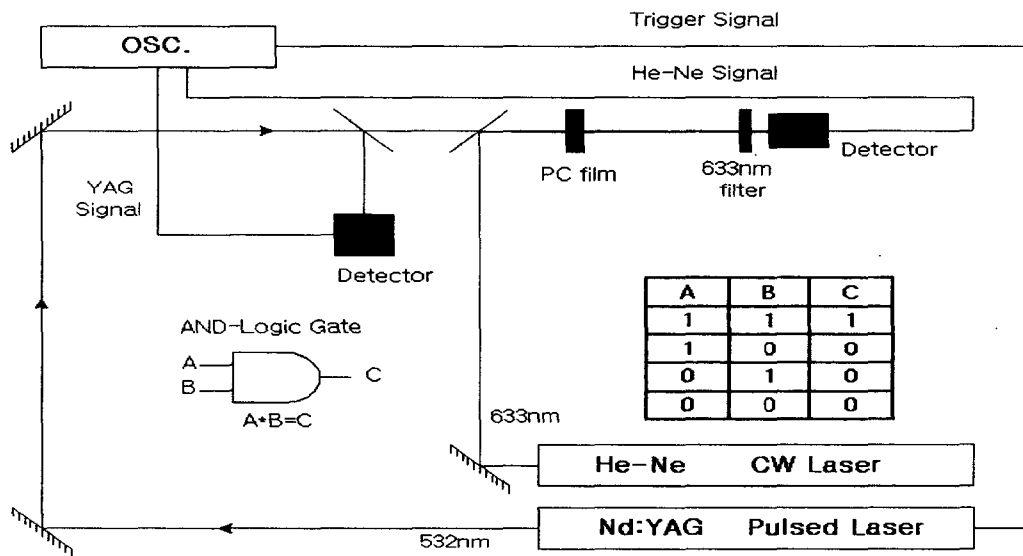 Trigger Signal
OSC.
He-Ne Signal
PC film
633nm
filter
Detector
YAG
Signal
Detector
A B C
1 1 1
1 0 0
0 1 0
0 0 0
AND-Logic Gate
A
B
C
A*B=C
633nm
He-Ne CW Laser
Nd:YAG Pulsed Laser
532nm